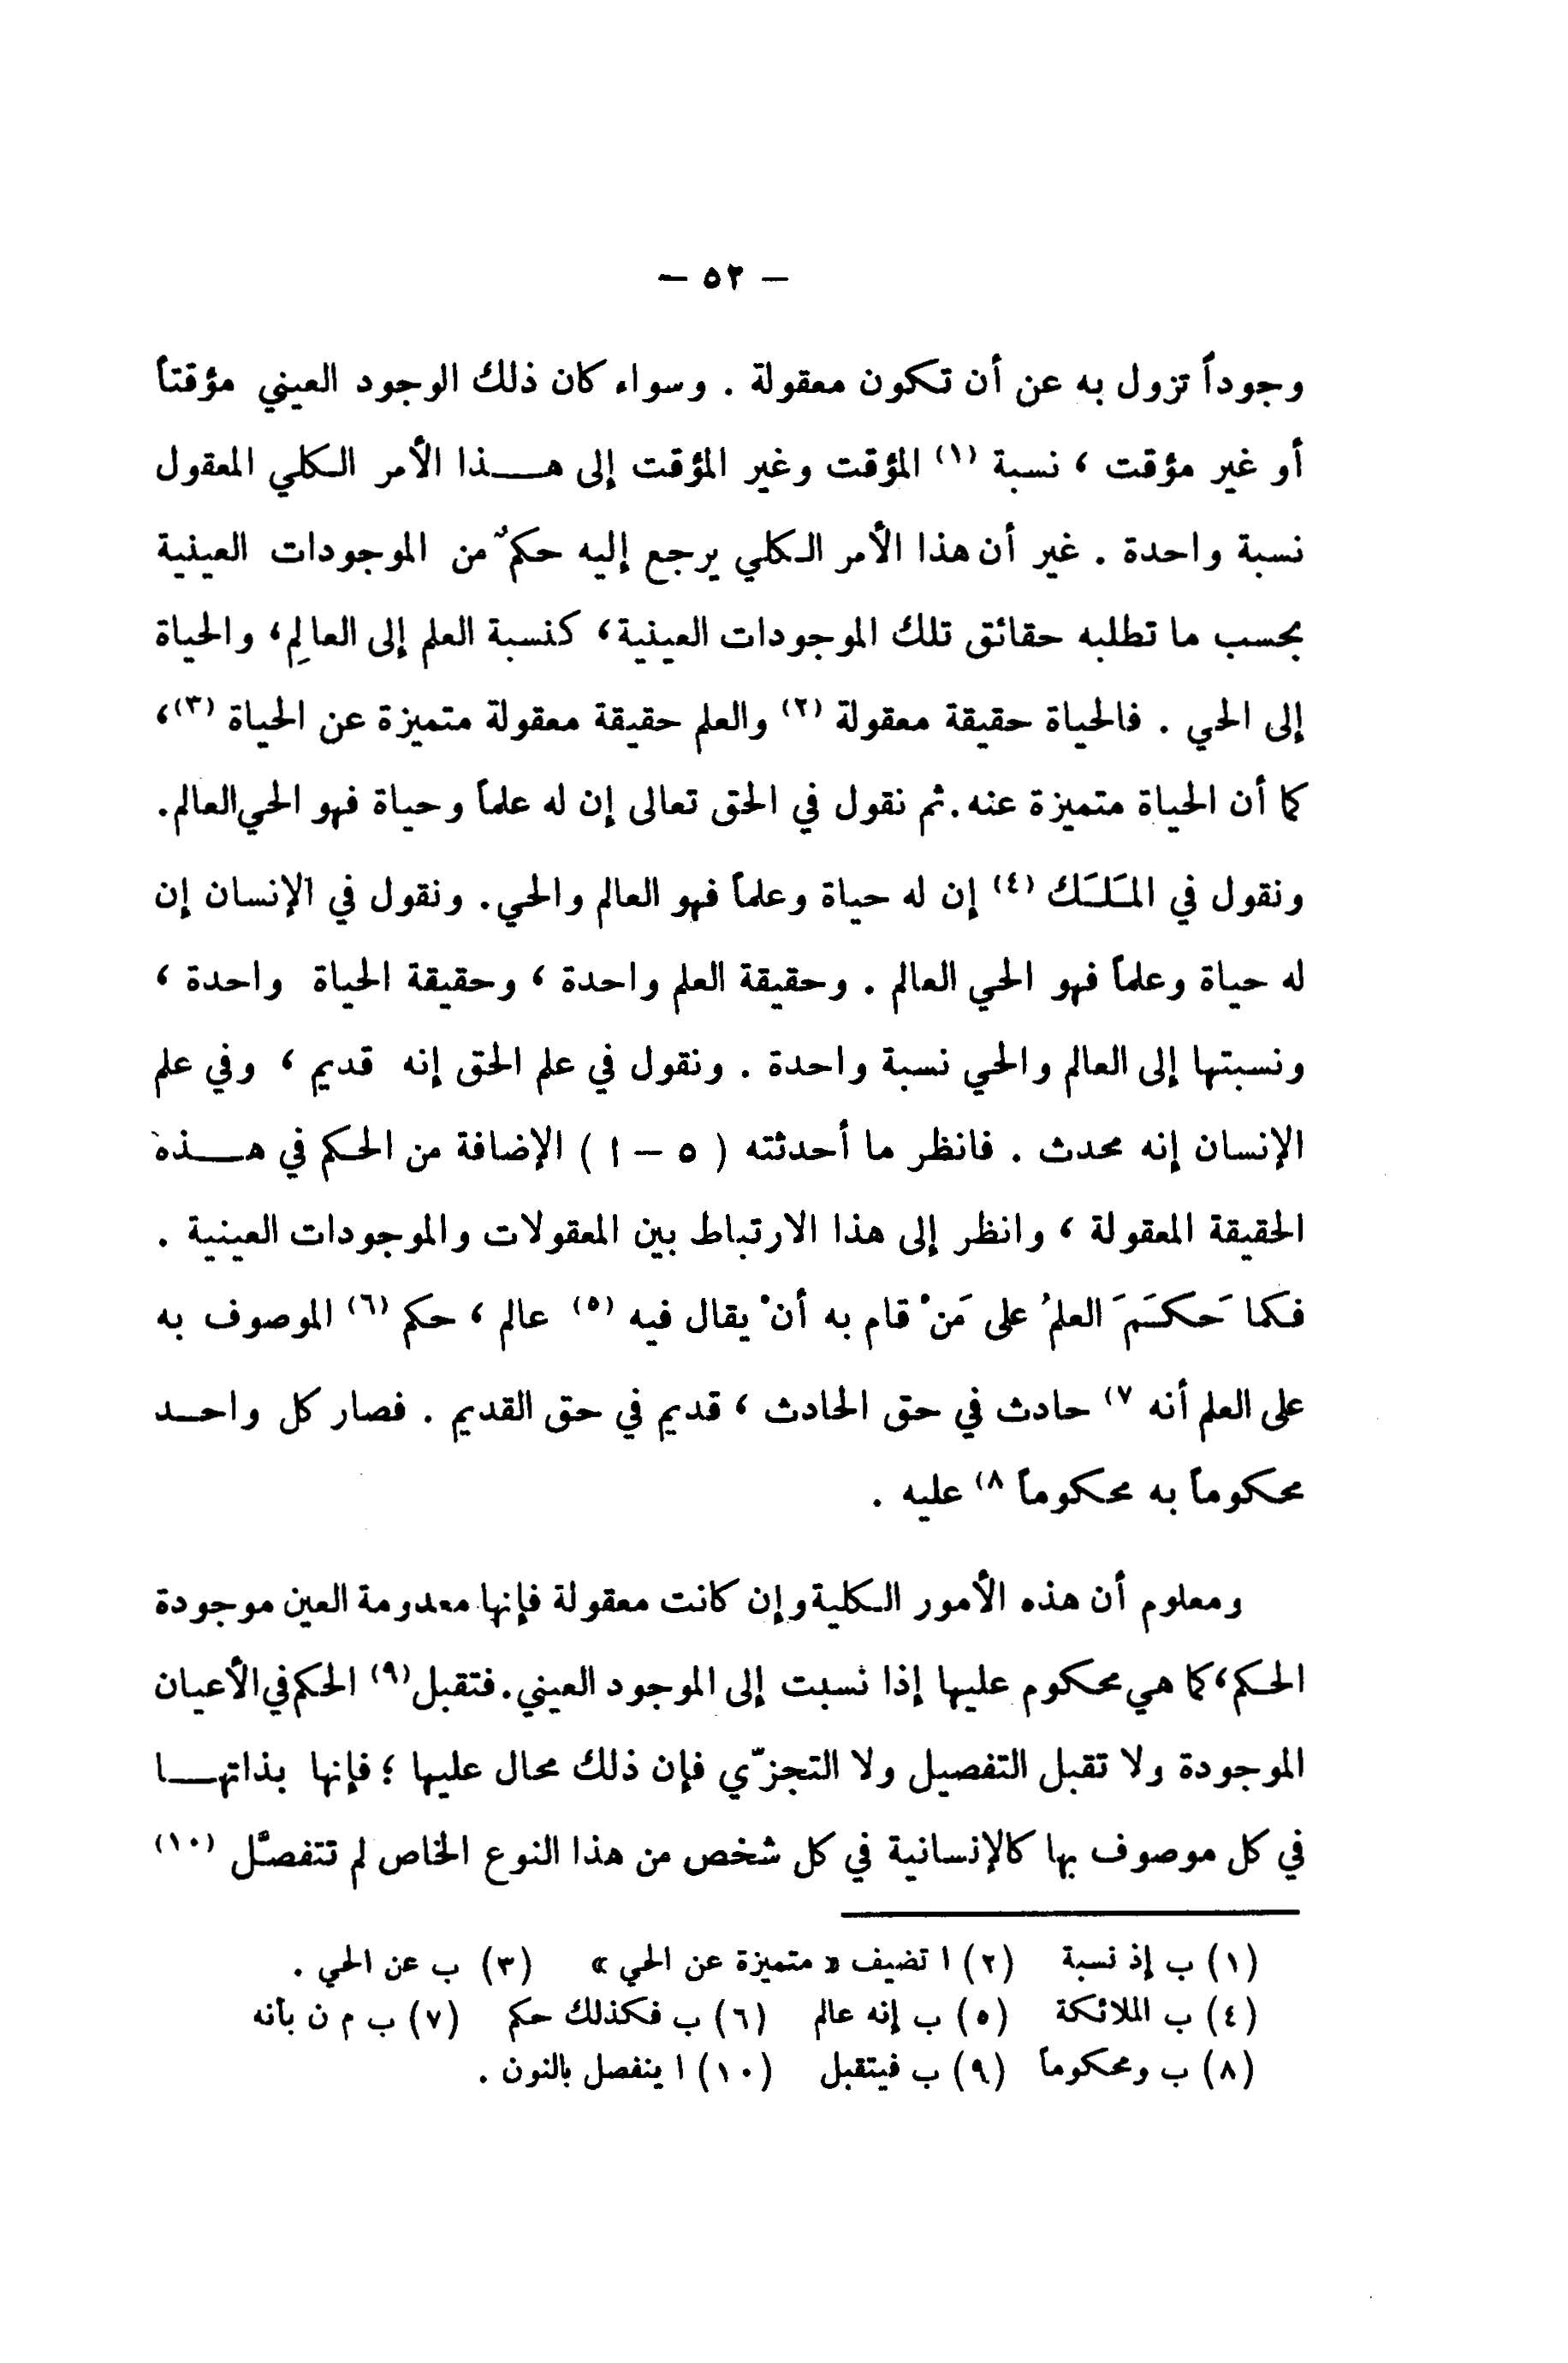 — ٥٢ —
وجوداً تزول به عن أن تكون معقولة . وسواء كان ذلك الوجود العيني مؤقتاً
أو غير مؤقت ، نسبة (١) المؤقت وغير المؤقت إلى هـــذا الأمر الكلي المعقول
نسبة واحدة . غير أن هذا الأمر الكلي يرجع إليه حكمٌ من الموجودات العينية
بحسب ما تطلبه حقائق تلك الموجودات العينية، كنسبة العلم إلى العالِم، والحياة
إلى الحي . فالحياة حقيقة معقولة (٢) والعلم حقيقة معقولة متميزة عن الحياة (٣)،
كما أن الحياة متميزة عنه. ثم نقول في الحق تعالى إن له علماً وحياة فهو الحي العالم.
ونقول في المَلَك (٤) إن له حياة وعلماً فهو العالم والحي. ونقول في الإنسان إن
له حياة وعلماً فهو الحي العالم . وحقيقة العلم واحدة ، وحقيقة الحياة واحدة ،
ونسبتها إلى العالم والحي نسبة واحدة . ونقول في علم الحق إنه قديم ، وفي علم
الإنسان إنه محدث . فانظر ما أحدثته ( ٥ – ا ) الإضافة من الحكم في هـــذه
الحقيقة المعقولة ، وانظر إلى هذا الارتباط بين المعقولات والموجودات العينية .
فكما حَكَمَ العلمُ على مَنْ قام به أنْ يقال فيه (٥) عالم ، حكم (٦) الموصوف به
على العلم أنه (٧ حادث في حق الحادث ، قديم في حق القديم . فصار كل واحـد
محكوماً به محكوماً (٨ عليه .
ومعلوم أن هذه الأمور الكلية وإن كانت معقولة فإنها معدومة العين موجودة
الحكم، كما هي محكوم عليها إذا نسبت إلى الموجود العيني. فتقبل (٩) الحكم في الأعيان
الموجودة ولا تقبل التفصيل ولا التجزّي فإن ذلك محال عليها ؛ فإنها بذاتهـــا
في كل موصوف بها كالإنسانية في كل شخص من هذا النوع الخاص لم تتفصَّل (١٠)
(١) ب إذ نسبة (٢) ا تضيف « متميزة عن الحي » (٣) ب عن الحي .
(٤) ب الملائكة (٥) ب إنه عالم (٦) ب فكذلك حكم (٧) ب م ن بأنه
(٨) ب ومحكوماً (٩) ب فيتقبل (١٠) ا ينفصل بالنون .